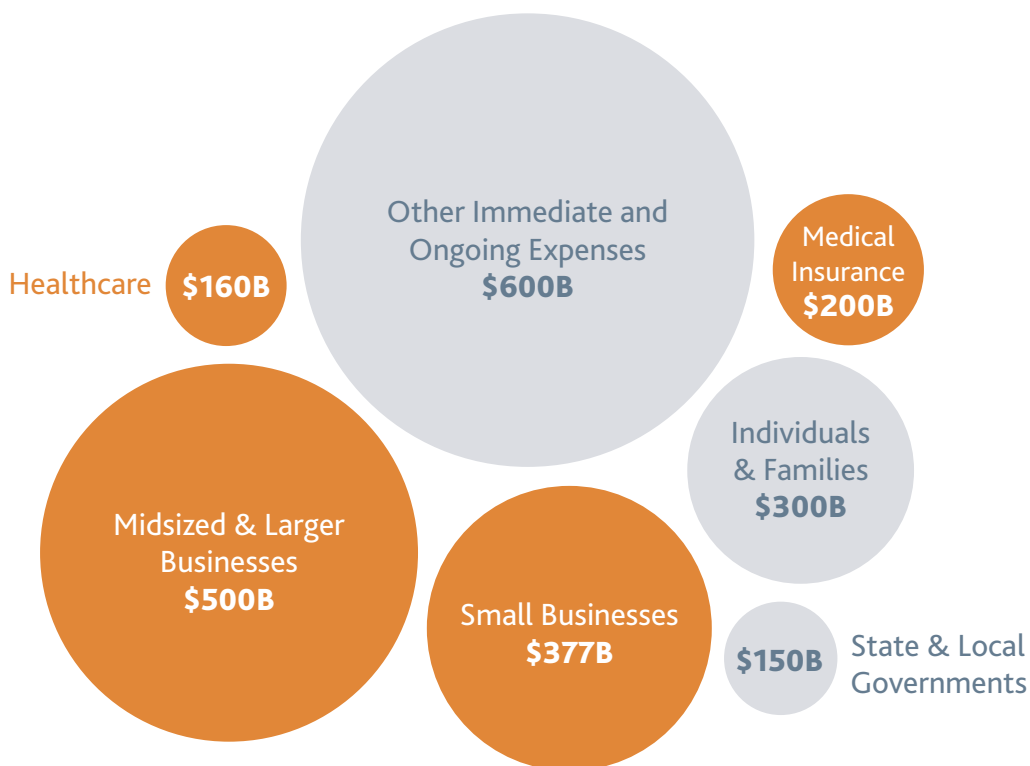 Other Immediate and
Ongoing Expenses
$600B
Healthcare
$160B
Medical
Insurance
$200B
Individuals
& Families
$300B
Midsized & Larger
Businesses
$500B
Small Businesses
$377B
$150B
State & Local
Governments